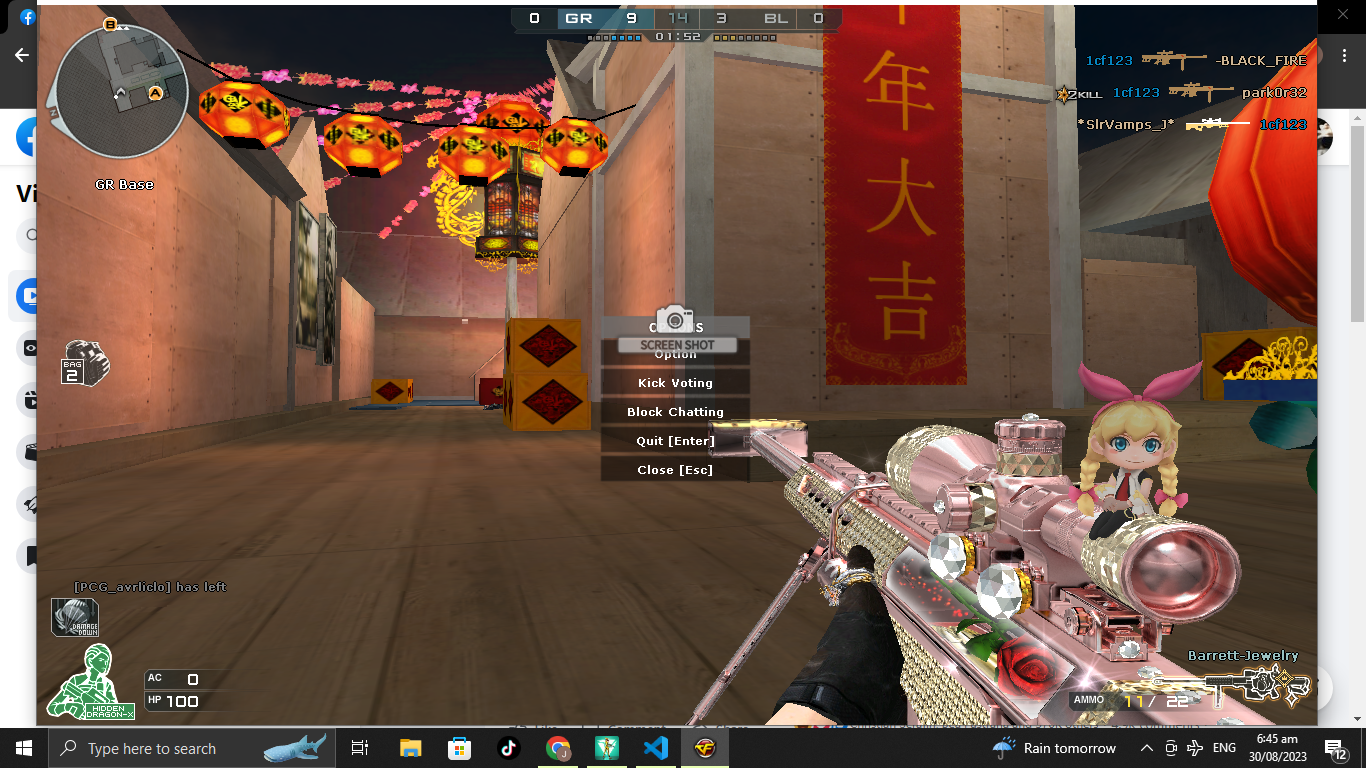 0 GR 9 14 3 BL 0
01:52
B
A
GR Base
1cf123 -BLACK_FIRE
2KILL 1cf123 park0r32
*SlrVamps_J* 1cf123
年
大
吉
Vi
SCREEN SHOT
Option
Kick Voting
Block Chatting
Quit [Enter]
Close [Esc]
BAG
2
[PCG_avrliclo] has left
DAMAGE
DOWN
HIDDEN
DRAGON-X
AC 0
HP 100
Barrett-Jewelry
AMMO 11/ 22
Type here to search
Rain tomorrow
ENG
6:45 am
30/08/2023
12